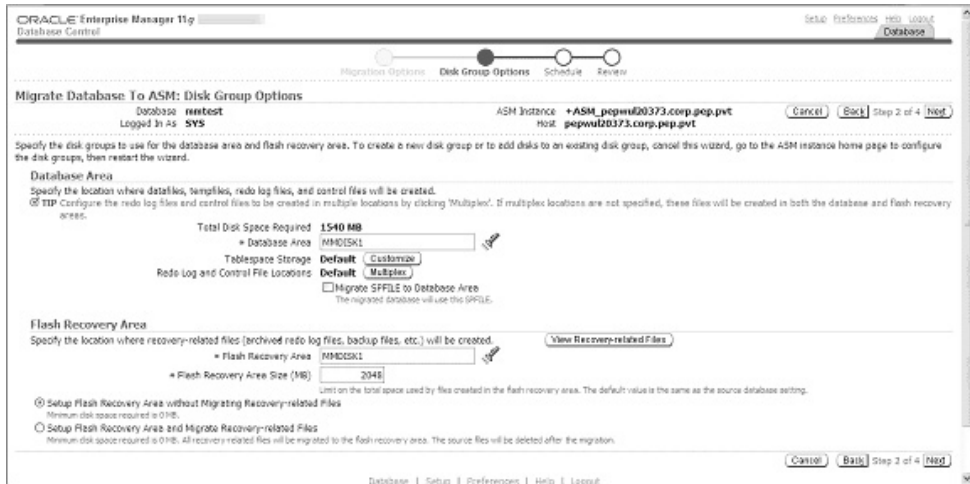 ORACLE Enterprise Manager 11g
Database Control
Setup Preferences Help Logout
Database
Migration Options Disk Group Options Schedule Review
Migrate Database To ASM: Disk Group Options
Database mmtest
Logged In As SYS
ASM Instance +ASM_pepwul20373.corp.pep.pvt
Host pepwul20373.corp.pep.pvt
Cancel Back Step 2 of 4 Next
Specify the disk groups to use for the database area and flash recovery area. To create a new disk group or to add disks to an existing disk group, cancel this wizard, go to the ASM instance home page to configure
the disk groups, then restart the wizard.
Database Area
Specify the location where datafiles, tempfiles, redo log files, and control files will be created.
TIP Configure the redo log files and control files to be created in multiple locations by clicking 'Multiplex'. If multiplex locations are not specified, these files will be created in both the database and flash recovery
areas.
Total Disk Space Required 1540 MB
* Database Area MMDISK1
Tablespace Storage Default Customize
Redo Log and Control File Locations Default Multiplex
Migrate SPFILE to Database Area
The migrated database will use this SPFILE.
Flash Recovery Area
Specify the location where recovery-related files (archived redo log files, backup files, etc.) will be created.
View Recovery-related Files
* Flash Recovery Area MMDISK1
* Flash Recovery Area Size (MB) 2048
Limit on the total space used by files created in the flash recovery area. The default value is the same as the source database setting.
Setup Flash Recovery Area without Migrating Recovery-related Files
Minimum disk space required is 0 MB.
Setup Flash Recovery Area and Migrate Recovery-related Files
Minimum disk space required is 0 MB. All recovery related files will be migrated to the flash recovery area. The source files will be deleted after the migration.
Cancel Back Step 2 of 4 Next
Database | Setup | Preferences | Help | Logout